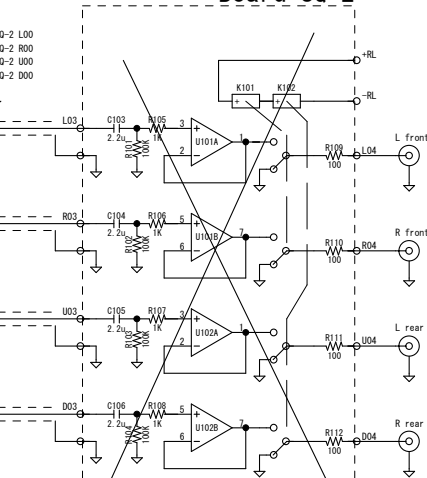 Q-2 L00
Q-2 R00
Q-2 U00
Q-2 D00
+RL
K101 K102
+ +
-RL
L03 C103 2.2u R105 1K R101 100K 3 + 2 - U101A 1 R109 100 L04 L front
R03 C104 2.2u R106 1K R102 100K 5 + 6 - U101B 7 R110 100 R04 R front
U03 C105 2.2u R107 1K R103 100K 3 + 2 - U102A 1 R111 100 U04 L rear
D03 C106 2.2u R108 1K R104 100K 5 + 6 - U102B 7 R112 100 D04 R rear